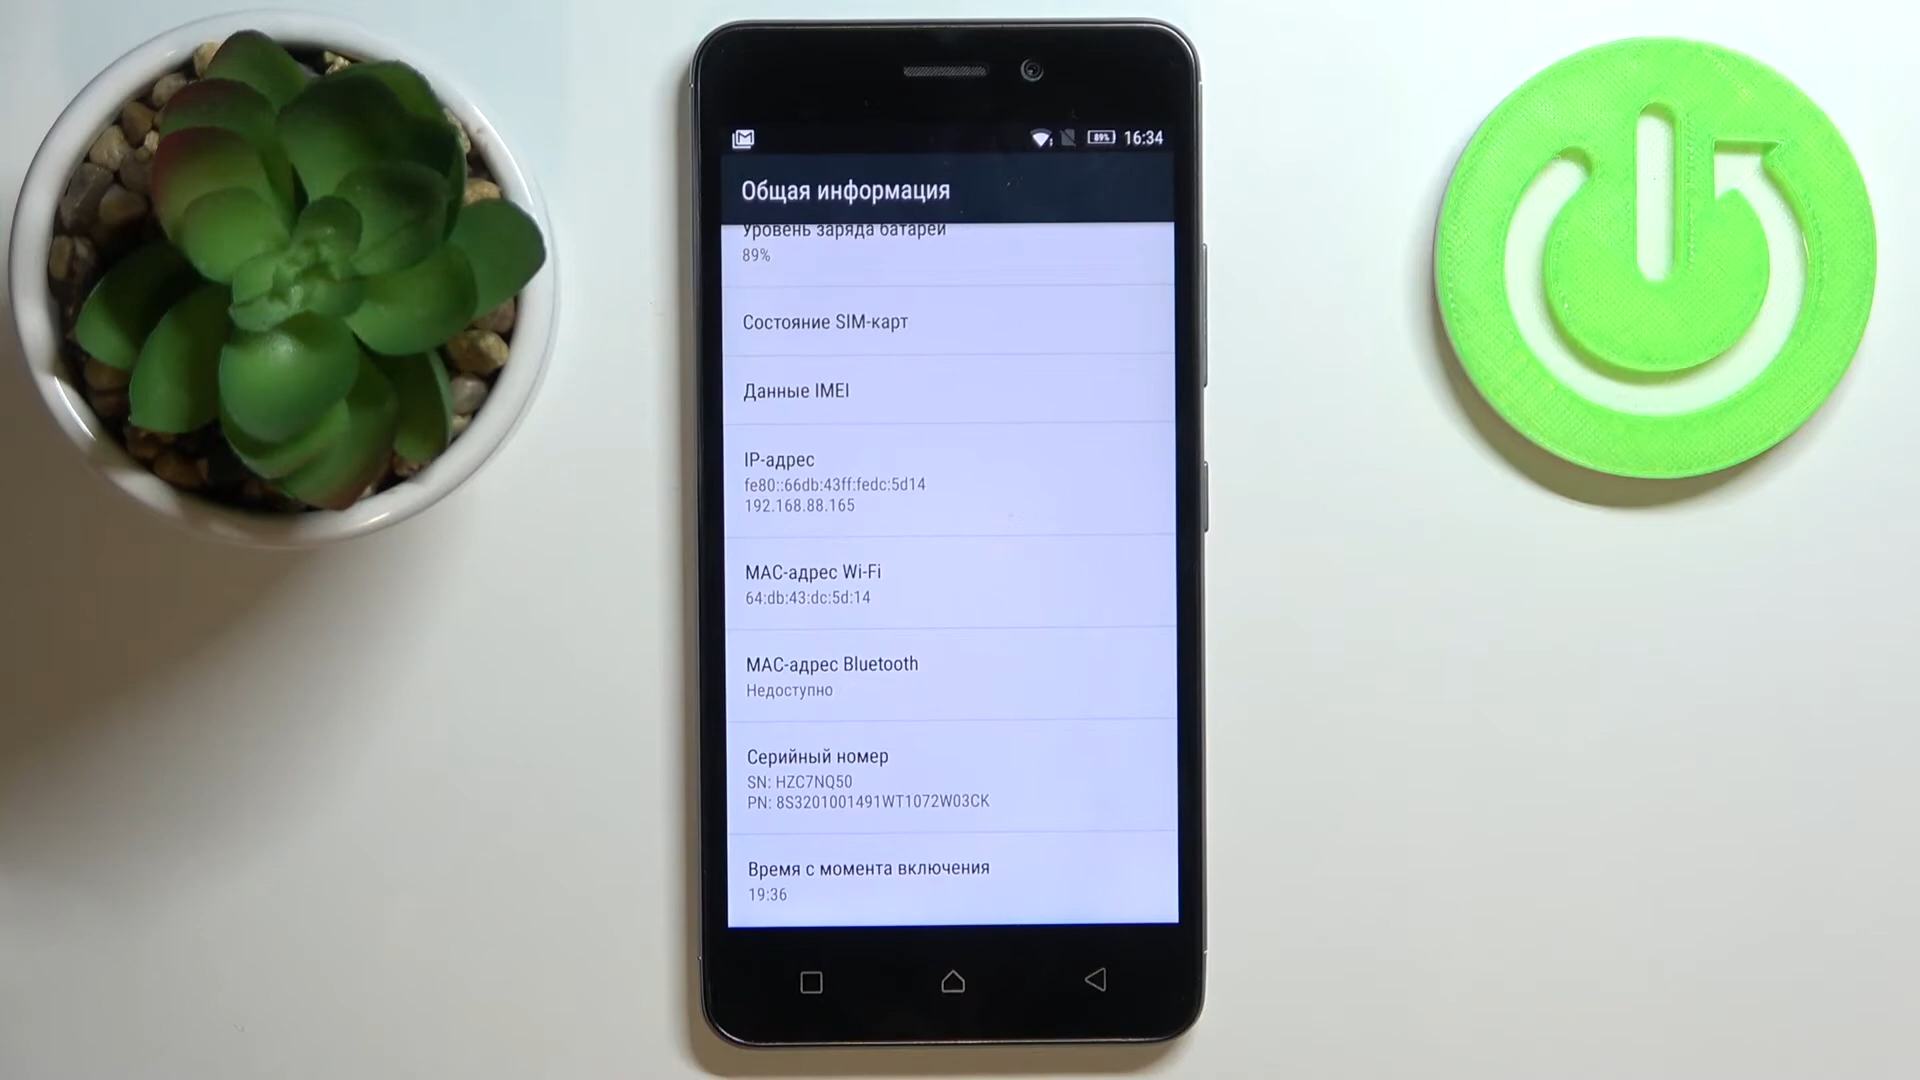 89% 16:34
Общая информация
Уровень заряда батареи
89%
Состояние SIM-карт
Данные IMEI
IP-адрес
fe80::66db:43ff:fedc:5d14
192.168.88.165
MAC-адрес Wi-Fi
64:db:43:dc:5d:14
MAC-адрес Bluetooth
Недоступно
Серийный номер
SN: HZC7NQ50
PN: 8S3201001491WT1072W03CK
Время с момента включения
19:36